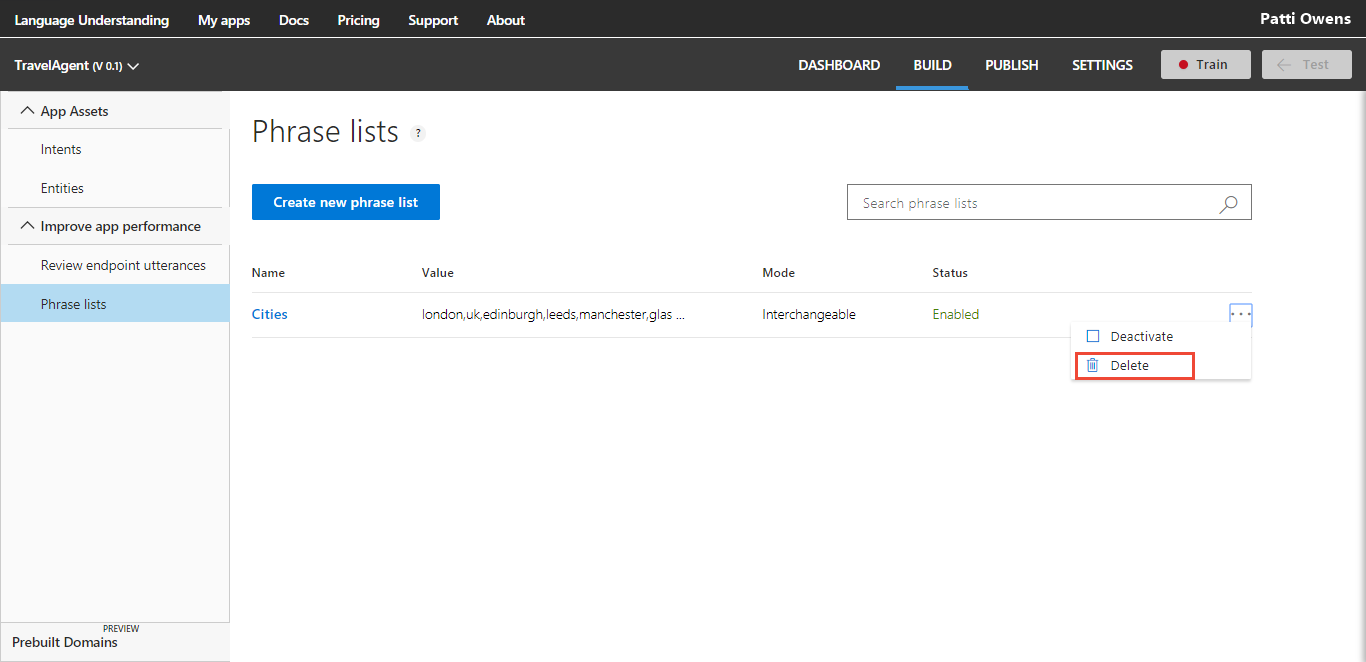 Language Understanding My apps Docs Pricing Support About Patti Owens
TravelAgent (V 0.1) DASHBOARD BUILD PUBLISH SETTINGS Train Test
App Assets
Intents
Entities
Improve app performance
Review endpoint utterances
Phrase lists
PREVIEW
Prebuilt Domains
Phrase lists ?
Create new phrase list Search phrase lists
Name Value Mode Status
Cities london,uk,edinburgh,leeds,manchester,glas ... Interchangeable Enabled ...
Deactivate
Delete